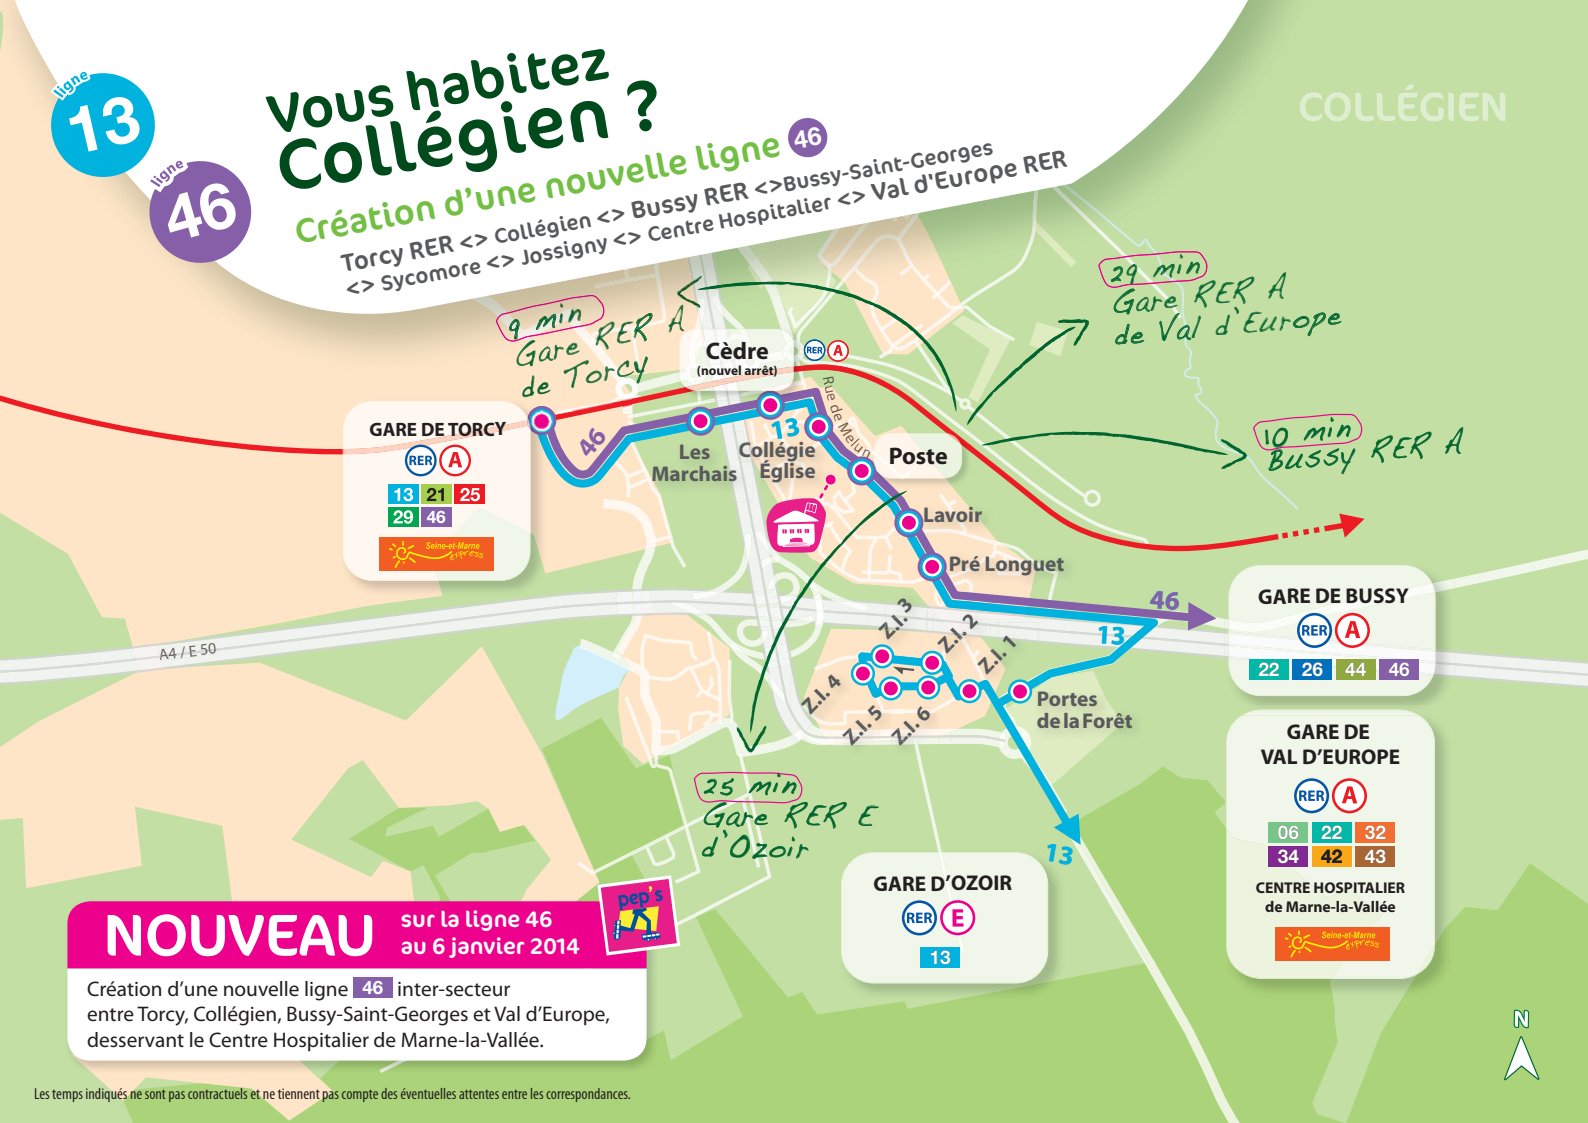 ligne
13
ligne
46
Vous habitez
Collégien ?
Création d'une nouvelle ligne 46
Torcy RER <> Collégien <> Bussy RER <>Bussy-Saint-Georges
<> Sycomore <> Jossigny <> Centre Hospitalier <> Val d'Europe RER
COLLÉGIEN
9 min
Gare RER A
de Torcy
29 min
Gare RER A
de Val d'Europe
10 min
Bussy RER A
25 min
Gare RER E
d'Ozoir
Cèdre
(nouvel arrêt)
RER A
Rue de Melun
GARE DE TORCY
RER A
13 21 25
29 46
Seine-et-Marne
express
46
13
Les
Marchais
Collégie
Église
Poste
Lavoir
Pré Longuet
46
13
A4 / E 50
Z.I. 3
Z.I. 2
Z.I. 1
Z.I. 4
Z.I. 5
Z.I. 6
Portes
de la Forêt
13
GARE DE BUSSY
RER A
22 26 44 46
GARE DE
VAL D'EUROPE
RER A
06 22 32
34 42 43
CENTRE HOSPITALIER
de Marne-la-Vallée
Seine-et-Marne
express
GARE D'OZOIR
RER E
13
NOUVEAU
sur la ligne 46
au 6 janvier 2014
pep's
Création d'une nouvelle ligne 46 inter-secteur
entre Torcy, Collégien, Bussy-Saint-Georges et Val d'Europe,
desservant le Centre Hospitalier de Marne-la-Vallée.
N
Les temps indiqués ne sont pas contractuels et ne tiennent pas compte des éventuelles attentes entre les correspondances.